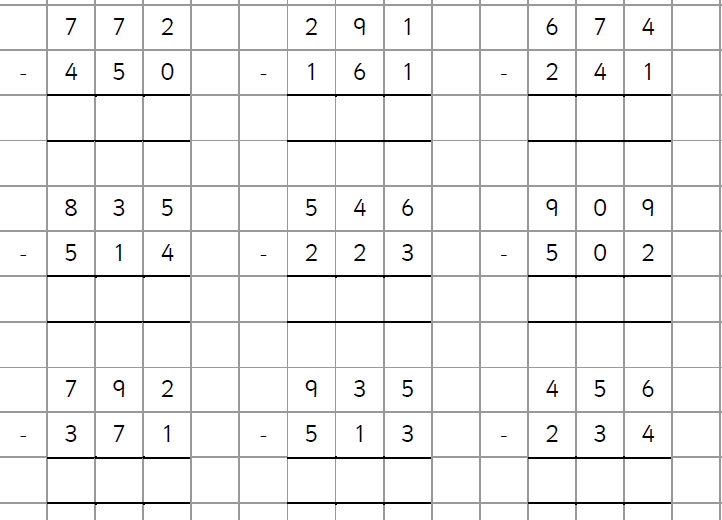 7 7 2 2 9 1 6 7 4
- 4 5 0 - 1 6 1 - 2 4 1
8 3 5 5 4 6 9 0 9
- 5 1 4 - 2 2 3 - 5 0 2
7 9 2 9 3 5 4 5 6
- 3 7 1 - 5 1 3 - 2 3 4